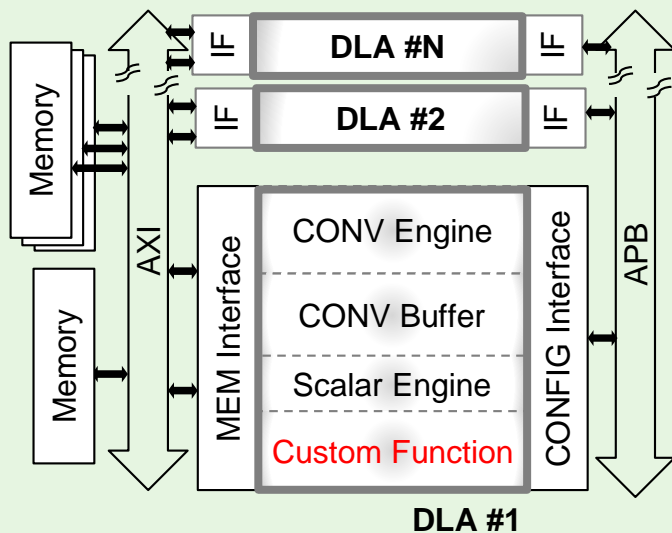 IF
DLA #N
IF
IF
DLA #2
IF
Memory
Memory
AXI
MEM Interface
CONV Engine
CONV Buffer
Scalar Engine
Custom Function
CONFIG Interface
APB
DLA #1